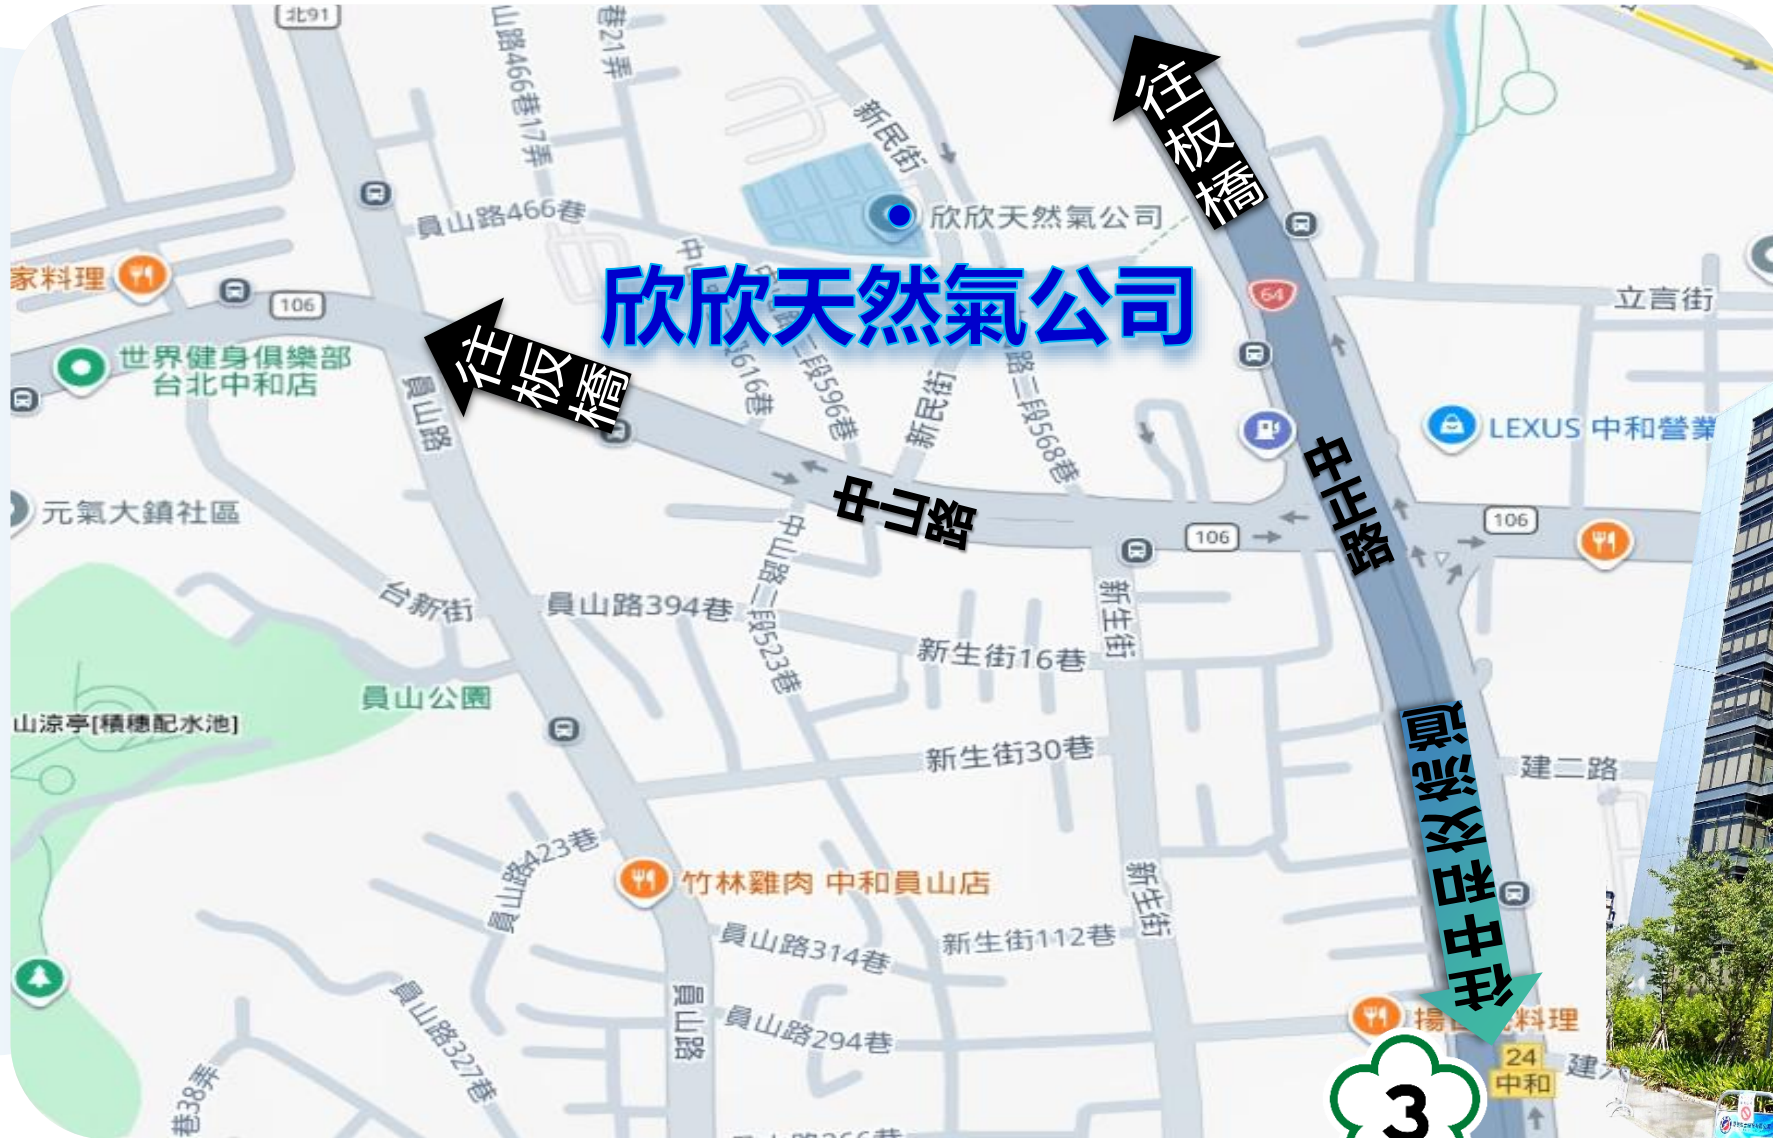 北91
山路466巷17弄
巷21弄
新民街
往板橋
員山路466巷
欣欣天然氣公司
家料理
106
64
立言街
欣欣天然氣公司
往板橋
世界健身俱樂部
台北中和店
員山路
616巷
二段596巷
新民街
路二段568巷
LEXUS 中和營業
元氣大鎮社區
中山路
中正路
106
106
中山路二段523巷
台新街
員山路394巷
新生街
新生街16巷
員山公園
山涼亭[積穗配水池]
新生街30巷
往中和交流道
建二路
員山路423巷
竹林雞肉 中和員山店
新生街
員山路314巷
新生街112巷
員山路327巷
員山路
員山路294巷
料理
24
中和
3
巷38弄